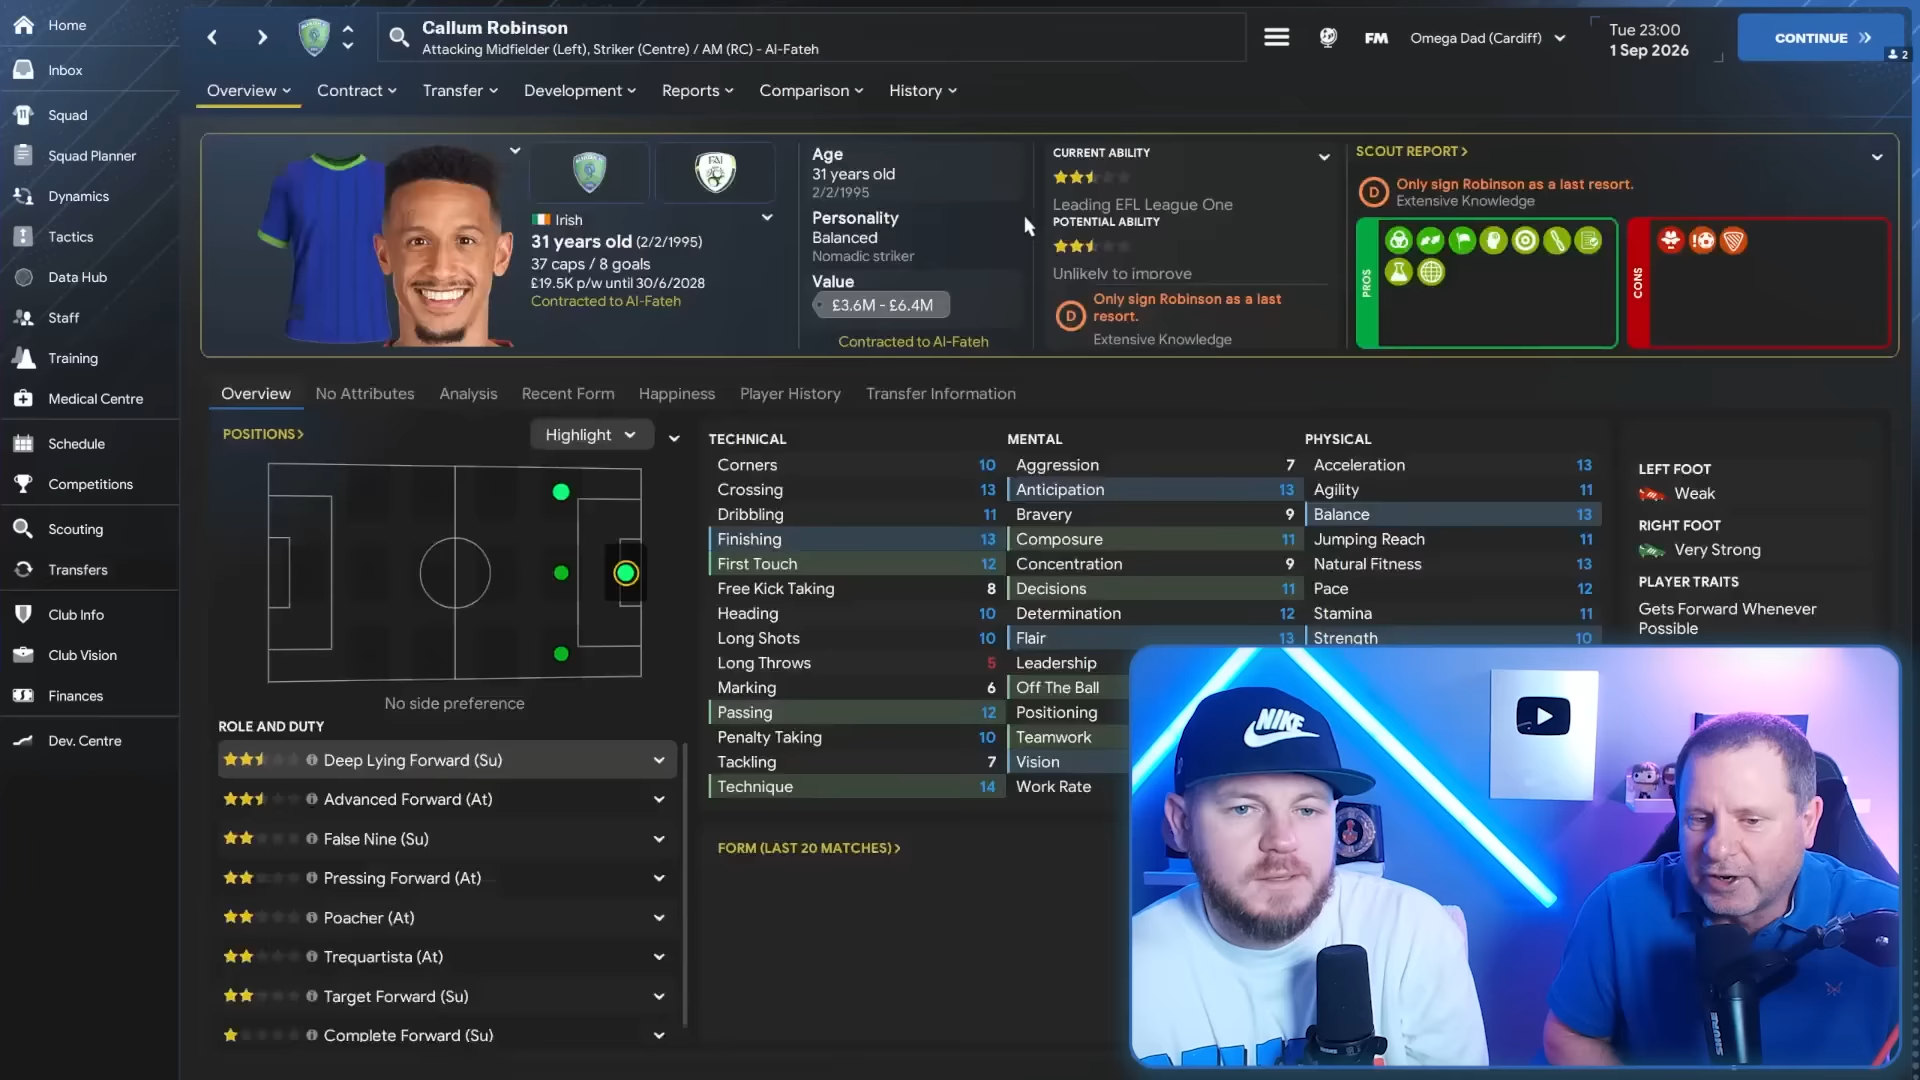 Home
Inbox
Squad
Squad Planner
Dynamics
Tactics
Data Hub
Staff
Training
Medical Centre
Schedule
Competitions
Scouting
Transfers
Club Info
Club Vision
Finances
Dev. Centre
Callum Robinson
Attacking Midfielder (Left), Striker (Centre) / AM (RC) - Al-Fateh
FM
Omega Dad (Cardiff)
Tue 23:00
1 Sep 2026
CONTINUE
2
Overview
Contract
Transfer
Development
Reports
Comparison
History
FAI
Irish
31 years old (2/2/1995)
37 caps / 8 goals
£19.5K p/w until 30/6/2028
Contracted to Al-Fateh
Age
31 years old
2/2/1995
Personality
Balanced
Nomadic striker
Value
£3.6M - £6.4M
Contracted to Al-Fateh
CURRENT ABILITY
Leading EFL League One
POTENTIAL ABILITY
Unlikely to improve
D
Only sign Robinson as a last
resort.
Extensive Knowledge
SCOUT REPORT >
D
Only sign Robinson as a last resort.
Extensive Knowledge
PROS
CONS
Overview
No Attributes
Analysis
Recent Form
Happiness
Player History
Transfer Information
POSITIONS >
Highlight
No side preference
ROLE AND DUTY
Deep Lying Forward (Su)
Advanced Forward (At)
False Nine (Su)
Pressing Forward (At)
Poacher (At)
Trequartista (At)
Target Forward (Su)
Complete Forward (Su)
TECHNICAL
Corners 10
Crossing 13
Dribbling 11
Finishing 13
First Touch 12
Free Kick Taking 8
Heading 10
Long Shots 10
Long Throws 5
Marking 6
Passing 12
Penalty Taking 10
Tackling 7
Technique 14
FORM (LAST 20 MATCHES) >
MENTAL
Aggression 7
Anticipation 13
Bravery 9
Composure 11
Concentration 9
Decisions 11
Determination 12
Flair 13
Leadership
Off The Ball
Positioning
Teamwork
Vision
Work Rate
PHYSICAL
Acceleration 13
Agility 11
Balance 13
Jumping Reach 11
Natural Fitness 13
Pace 12
Stamina 11
Strength 10
LEFT FOOT
Weak
RIGHT FOOT
Very Strong
PLAYER TRAITS
Gets Forward Whenever
Possible
NIKE
SHURE